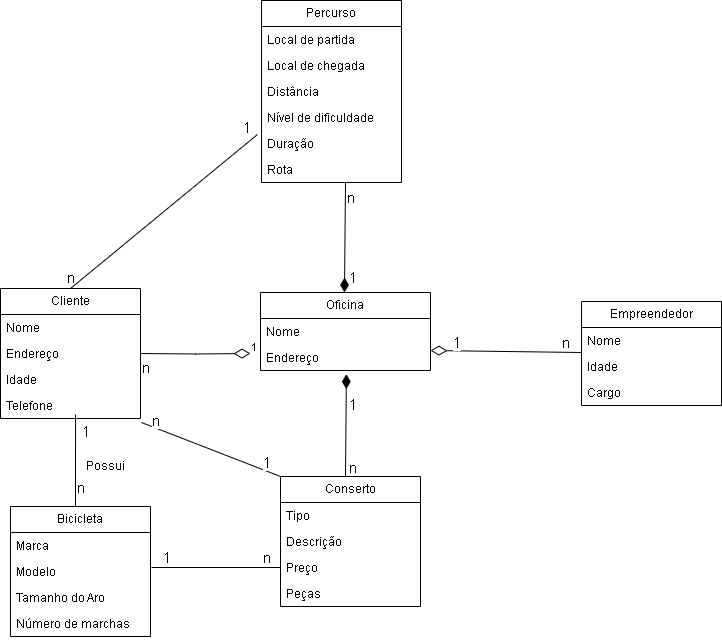 Percurso
Local de partida
Local de chegada
Distância
Nível de dificuldade
Duração
Rota
1
n
n
1
Cliente
Nome
Endereço
Idade
Telefone
n
1
Oficina
Nome
Endereço
1
n
Empreendedor
Nome
Idade
Cargo
1
n
n
1
1
Possui
n
Conserto
Tipo
Descrição
Preço
Peças
Bicicleta
Marca
Modelo
Tamanho do Aro
Número de marchas
1
n